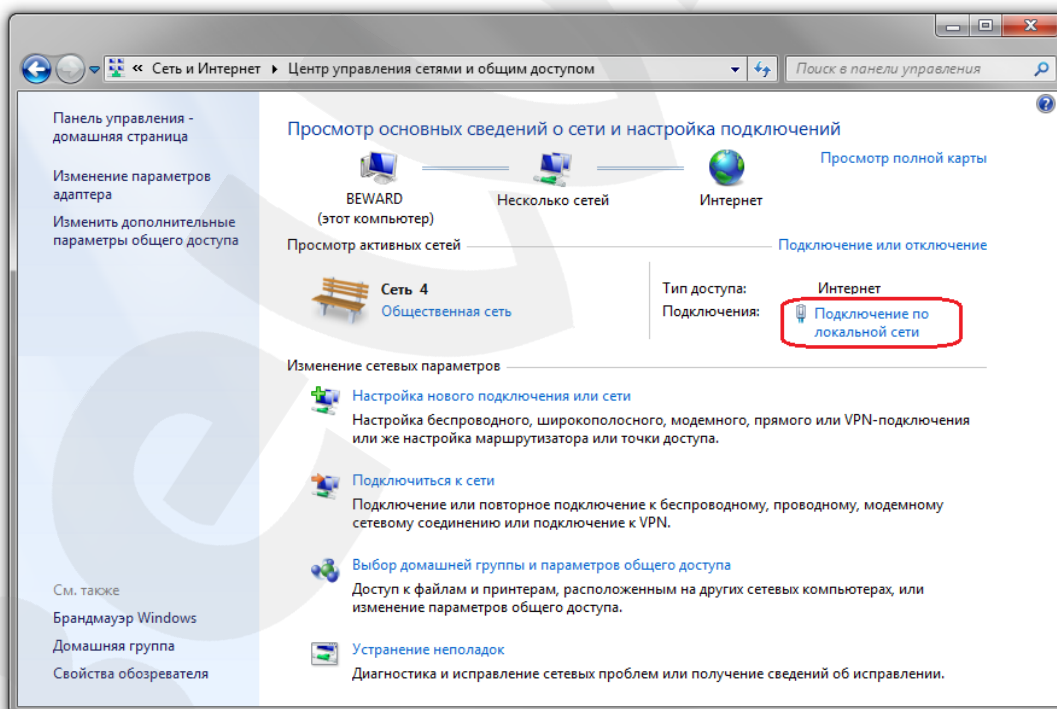 « Сеть и Интернет ▸ Центр управления сетями и общим доступом
Поиск в панели управления
Панель управления -
домашняя страница
Изменение параметров
адаптера
Изменить дополнительные
параметры общего доступа
Просмотр основных сведений о сети и настройка подключений
Просмотр полной карты
BEWARD
(этот компьютер)
Несколько сетей
Интернет
Просмотр активных сетей
Подключение или отключение
Сеть 4
Общественная сеть
Тип доступа: Интернет
Подключения: Подключение по
локальной сети
Изменение сетевых параметров
Настройка нового подключения или сети
Настройка беспроводного, широкополосного, модемного, прямого или VPN-подключения
или же настройка маршрутизатора или точки доступа.
Подключиться к сети
Подключение или повторное подключение к беспроводному, проводному, модемному
сетевому соединению или подключение к VPN.
Выбор домашней группы и параметров общего доступа
Доступ к файлам и принтерам, расположенным на других сетевых компьютерах, или
изменение параметров общего доступа.
Устранение неполадок
Диагностика и исправление сетевых проблем или получение сведений об исправлении.
См. также
Брандмауэр Windows
Домашняя группа
Свойства обозревателя